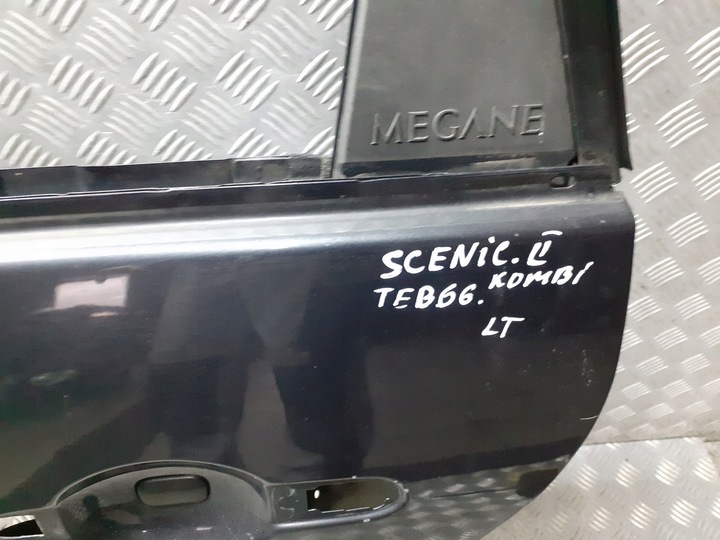 MEGANE
SCENIC. II
KOMBI
TEB66.
LT